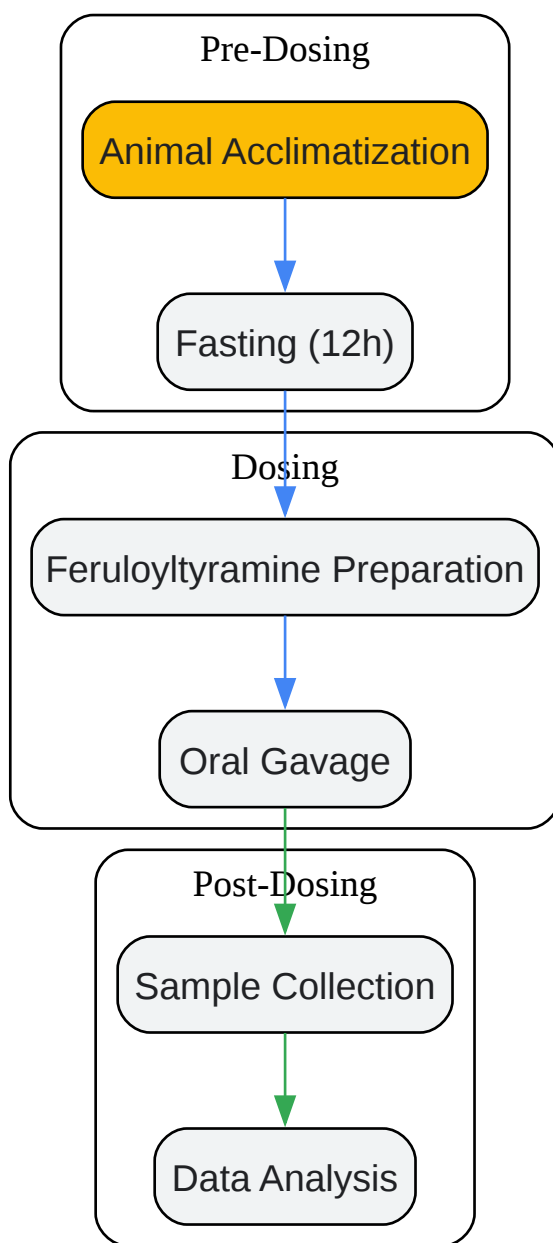 Pre-Dosing
Animal Acclimatization
Fasting (12h)
Dosing
Feruloyltyramine Preparation
Oral Gavage
Post-Dosing
Sample Collection
Data Analysis